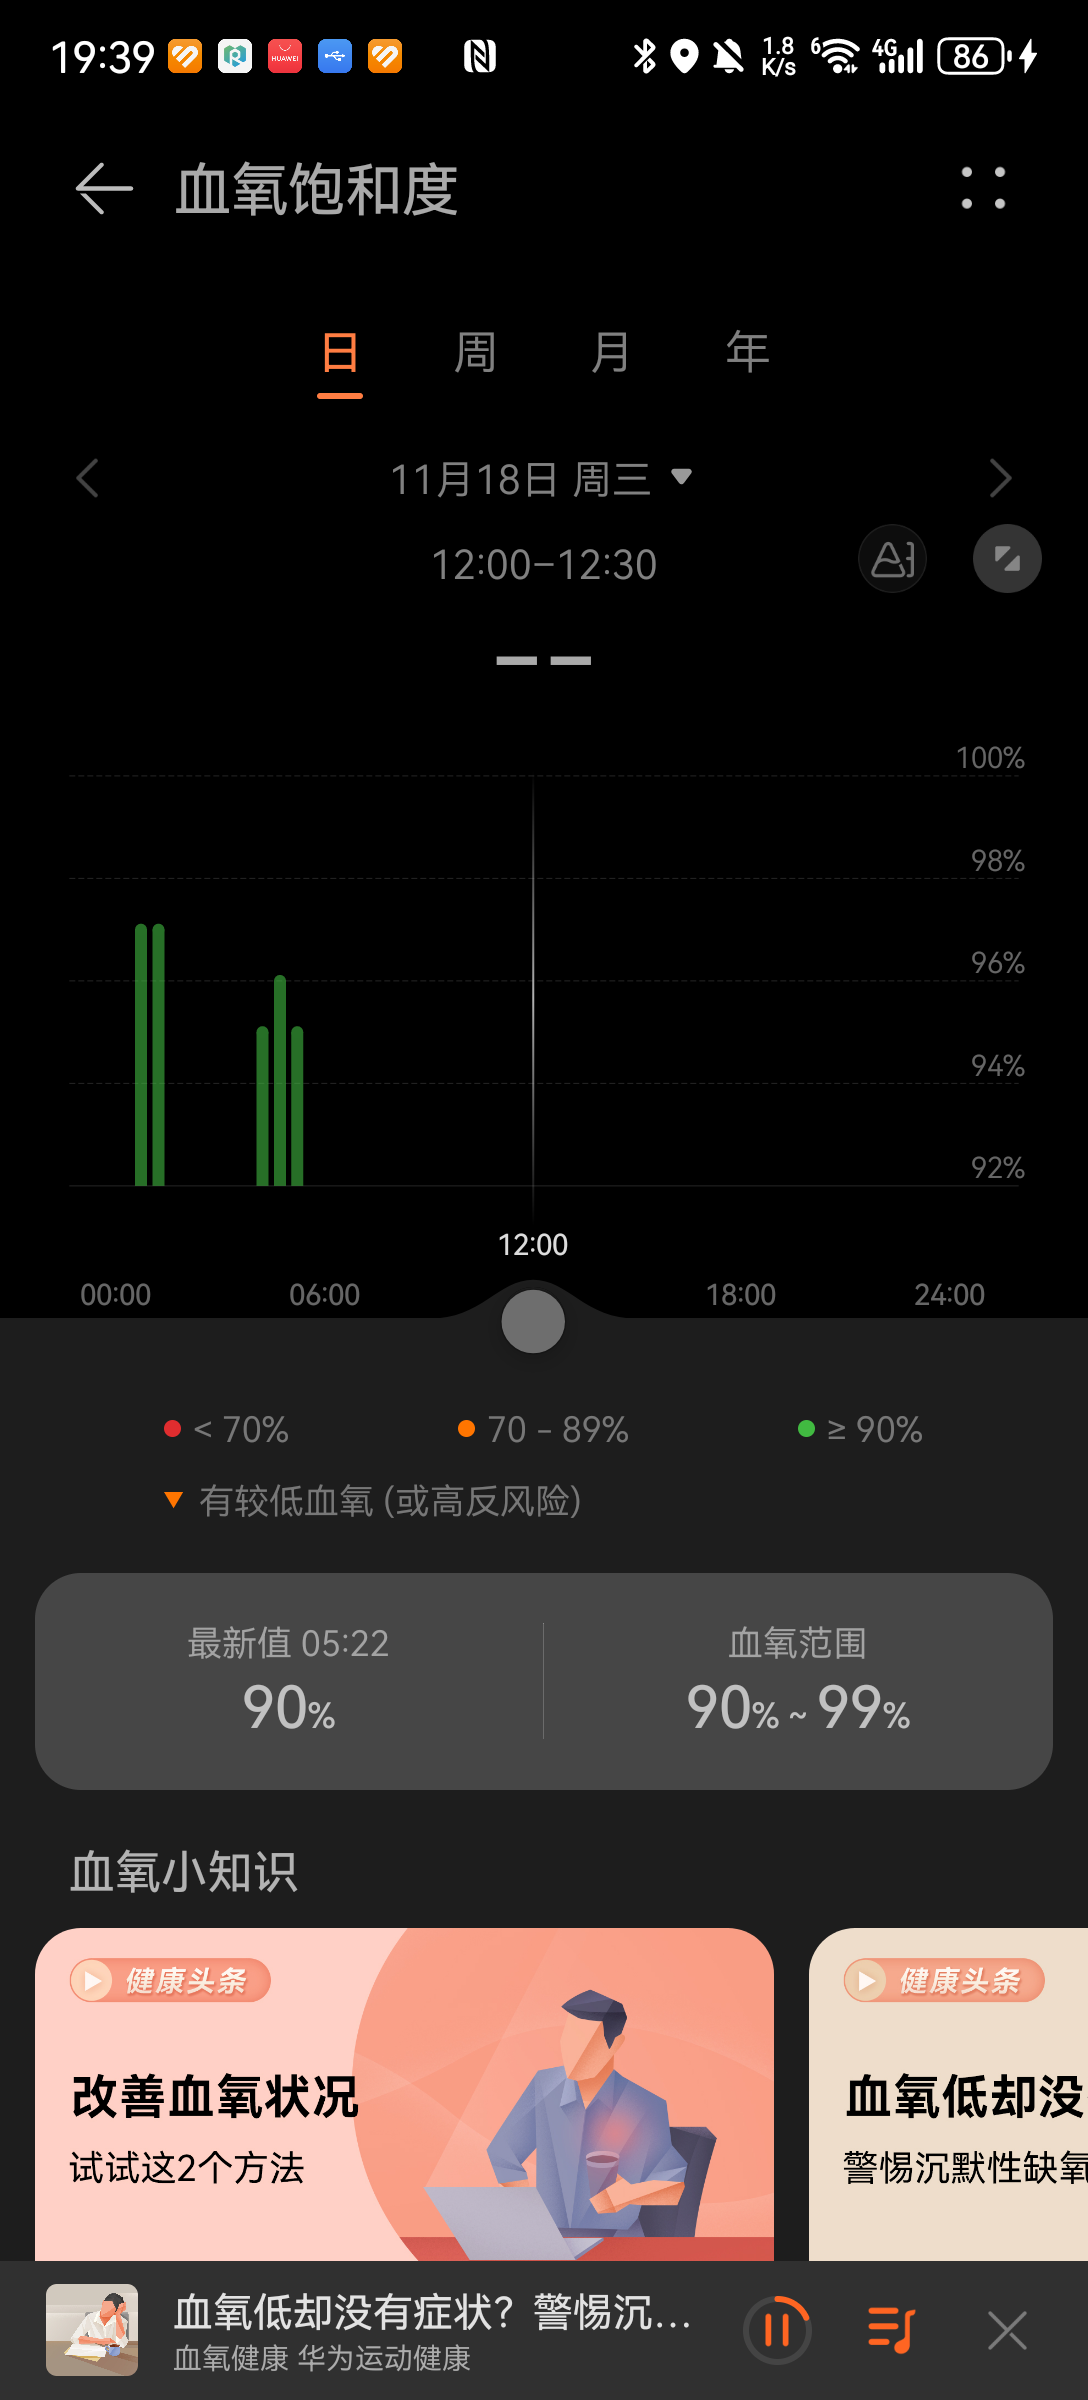 19:39
HUAWEI
1.8 K/s
6
4G
86
血氧饱和度
日 周 月 年
11月18日 周三
12:00–12:30
– –
100%
98%
96%
94%
92%
12:00
00:00 06:00 18:00 24:00
< 70% 70 - 89% ≥ 90%
有较低血氧 (或高反风险)
最新值 05:22 血氧范围
90% 90% ~ 99%
血氧小知识
健康头条 健康头条
改善血氧状况 血氧低却没
试试这2个方法 警惕沉默性缺氧
血氧低却没有症状？警惕沉...
血氧健康 华为运动健康